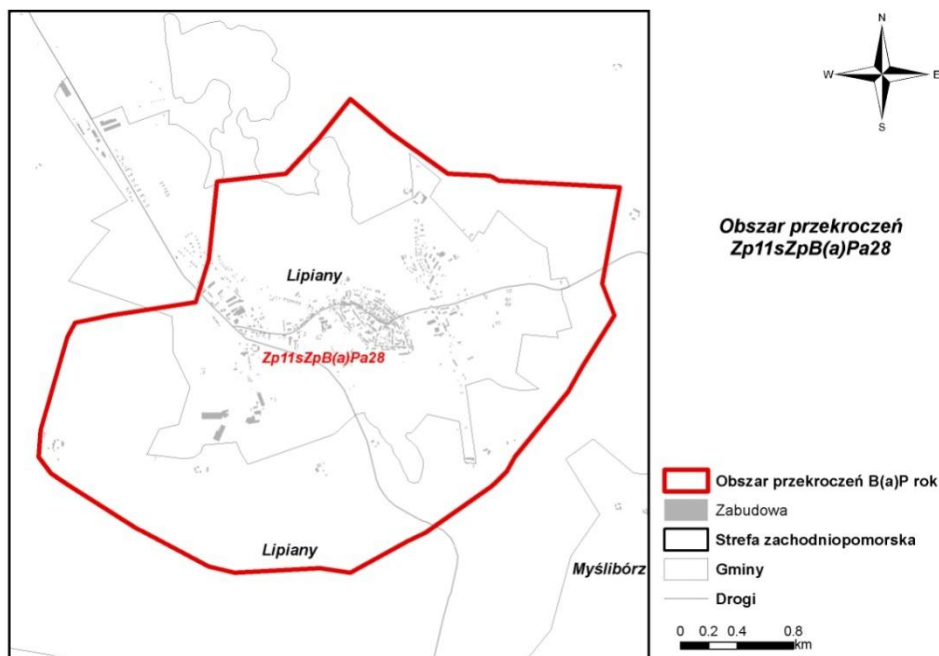 N
W
E
S
Obszar przekroczeń
Zp11sZpB(a)Pa28
Lipiany
Zp11sZpB(a)Pa28
Lipiany
Myślibórz
Obszar przekroczeń B(a)P rok
Zabudowa
Strefa zachodniopomorska
Gminy
Drogi
0 0.2 0.4 0.8
km